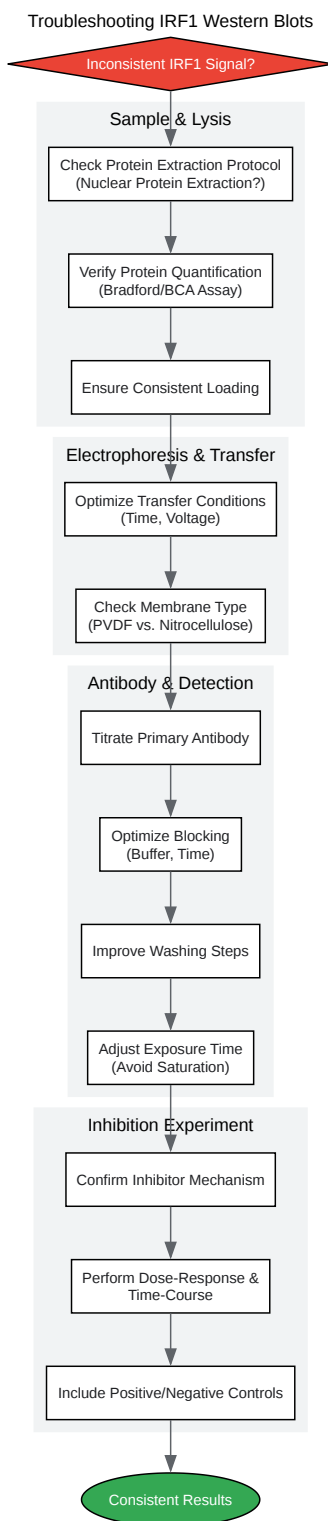 Troubleshooting IRF1 Western Blots
Inconsistent IRF1 Signal?
Sample & Lysis
Check Protein Extraction Protocol
(Nuclear Protein Extraction?)
Verify Protein Quantification
(Bradford/BCA Assay)
Ensure Consistent Loading
Electrophoresis & Transfer
Optimize Transfer Conditions
(Time, Voltage)
Check Membrane Type
(PVDF vs. Nitrocellulose)
Antibody & Detection
Titrate Primary Antibody
Optimize Blocking
(Buffer, Time)
Improve Washing Steps
Adjust Exposure Time
(Avoid Saturation)
Inhibition Experiment
Confirm Inhibitor Mechanism
Perform Dose-Response &
Time-Course
Include Positive/Negative Controls
Consistent Results